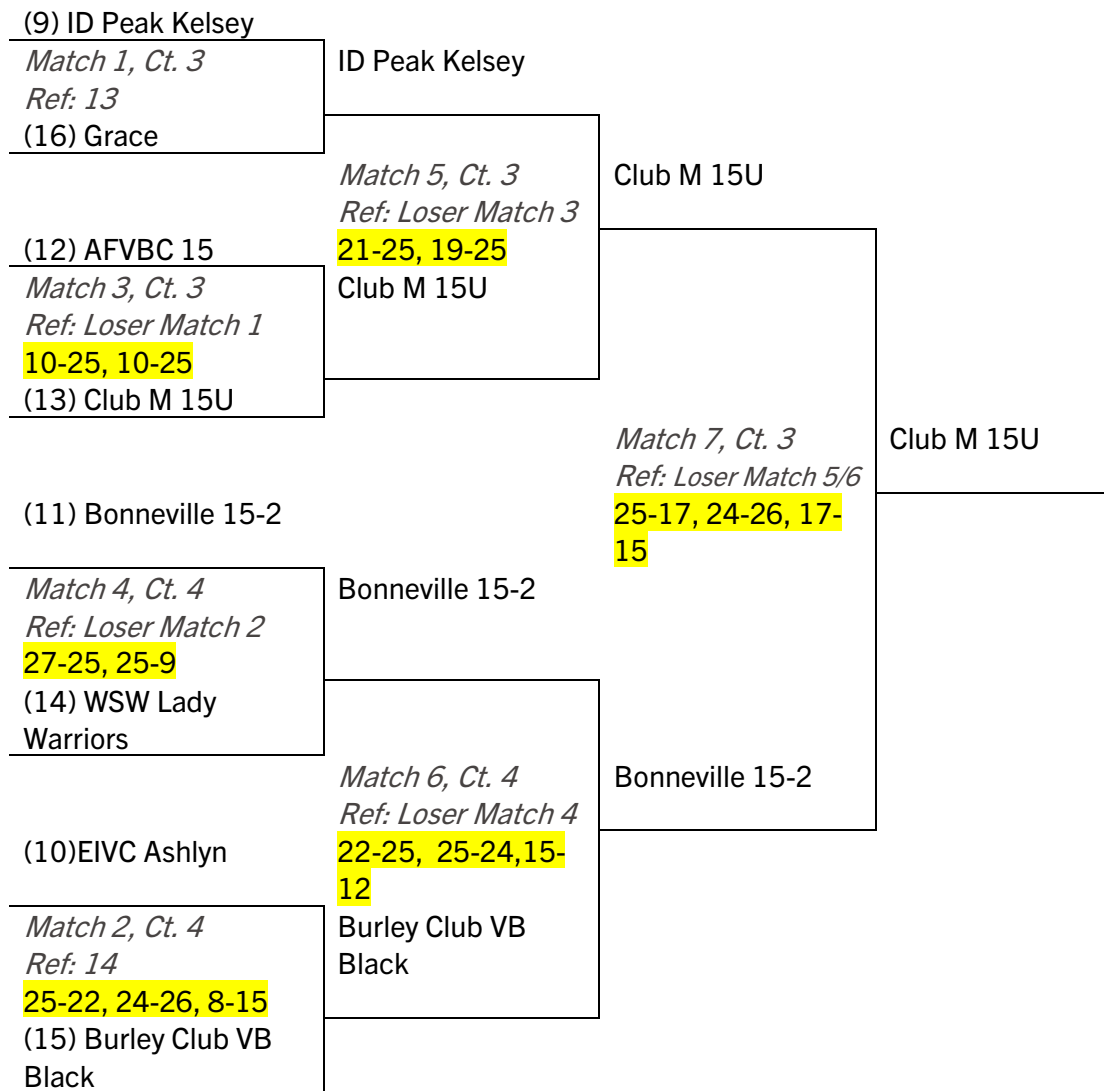 (9) ID Peak Kelsey
Match 1, Ct. 3
Ref: 13
(16) Grace
ID Peak Kelsey
(12) AFVBC 15
Match 3, Ct. 3
Ref: Loser Match 1
10-25, 10-25
(13) Club M 15U
Match 5, Ct. 3
Ref: Loser Match 3
21-25, 19-25
Club M 15U
Club M 15U
(11) Bonneville 15-2
Match 4, Ct. 4
Ref: Loser Match 2
27-25, 25-9
(14) WSW Lady
Warriors
Bonneville 15-2
(10)EIVC Ashlyn
Match 2, Ct. 4
Ref: 14
25-22, 24-26, 8-15
(15) Burley Club VB
Black
Match 6, Ct. 4
Ref: Loser Match 4
22-25,  25-24,15-
12
Burley Club VB
Black
Bonneville 15-2
Match 7, Ct. 3
Ref: Loser Match 5/6
25-17, 24-26, 17-
15
Club M 15U